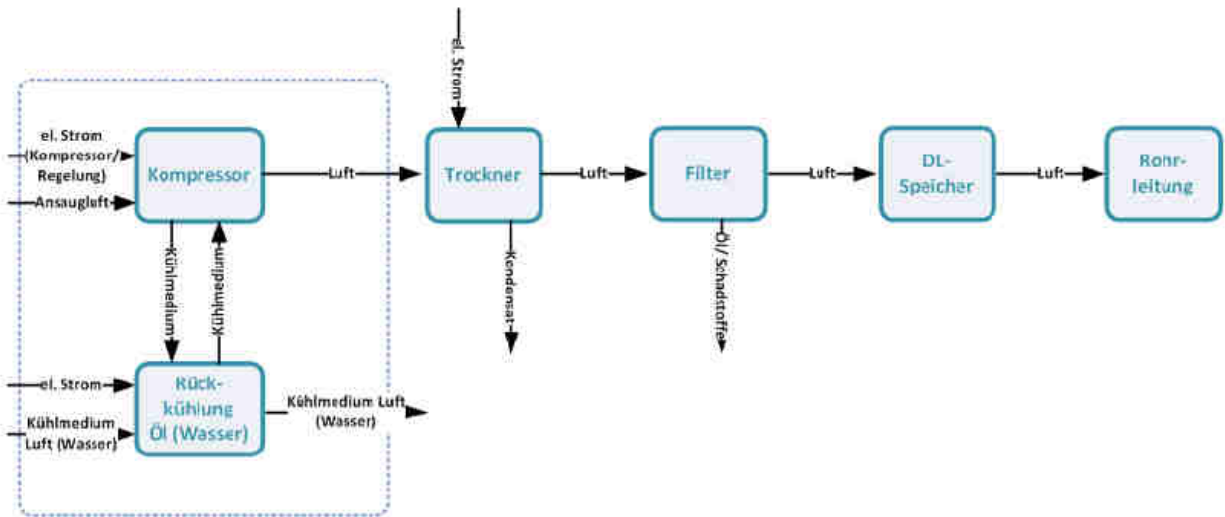 el. Strom
el. Strom
(Kompressor/
Regelung)
Ansaugluft
Kompressor
Luft
Trockner
Luft
Filter
Luft
DL-
Speicher
Luft
Rohr-
leitung
Kühlmedium
Kühlmedium
Kondensat
Öl/ Schadstoffe
el. Strom
Kühlmedium
Luft (Wasser)
Rück-
kühlung
Öl (Wasser)
Kühlmedium Luft
(Wasser)